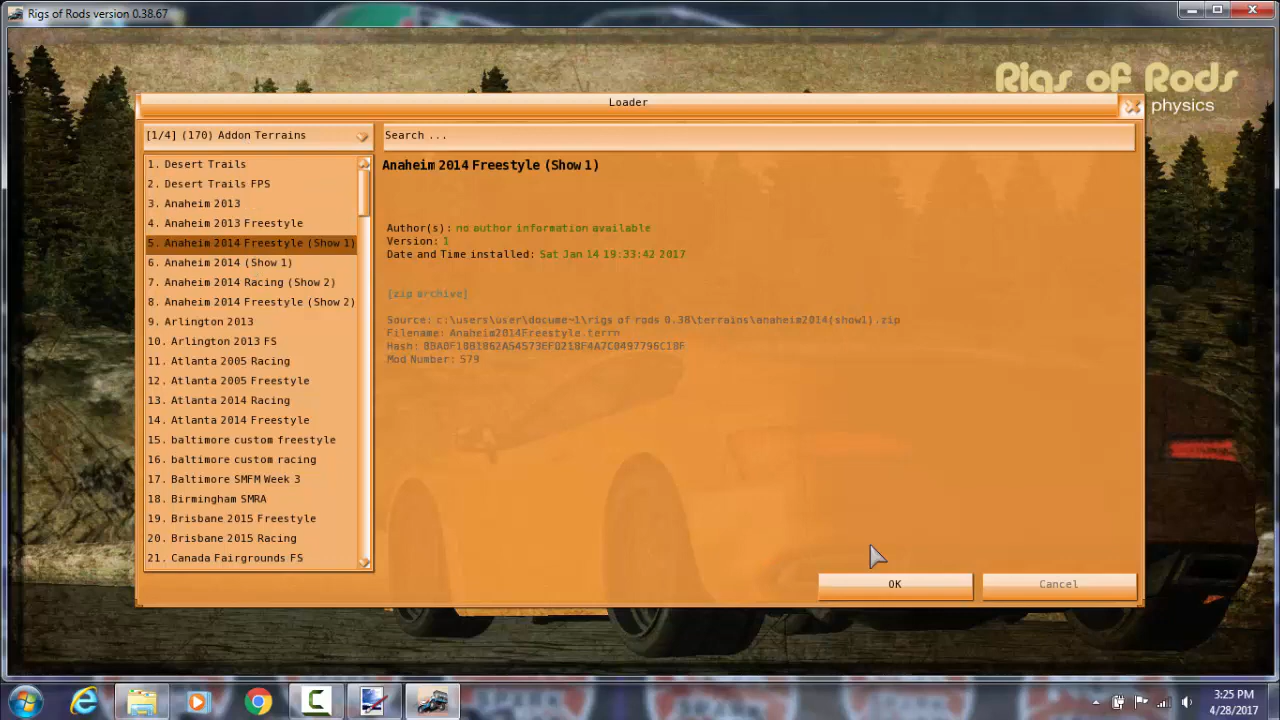 Rigs of Rods version 0.38.67
Rigs of Rods
physics
Loader
[1/4] (170) Addon Terrains
Search ...
1. Desert Trails
2. Desert Trails FPS
3. Anaheim 2013
4. Anaheim 2013 Freestyle
5. Anaheim 2014 Freestyle (Show 1)
6. Anaheim 2014 (Show 1)
7. Anaheim 2014 Racing (Show 2)
8. Anaheim 2014 Freestyle (Show 2)
9. Arlington 2013
10. Arlington 2013 FS
11. Atlanta 2005 Racing
12. Atlanta 2005 Freestyle
13. Atlanta 2014 Racing
14. Atlanta 2014 Freestyle
15. baltimore custom freestyle
16. baltimore custom racing
17. Baltimore SMFM Week 3
18. Birmingham SMRA
19. Brisbane 2015 Freestyle
20. Brisbane 2015 Racing
21. Canada Fairgrounds FS
Anaheim 2014 Freestyle (Show 1)
Author(s): no author information available
Version: 1
Date and Time installed: Sat Jan 14 19:33:42 2017
[zip archive]
Source: c:\users\user\docume~1\rigs of rods 0.38\terrains\anaheim2014(show1).zip
Filename: Anaheim2014Freestyle.terrn
Hash:
Mod Number: 579
OK
Cancel
3:25 PM
4/28/2017